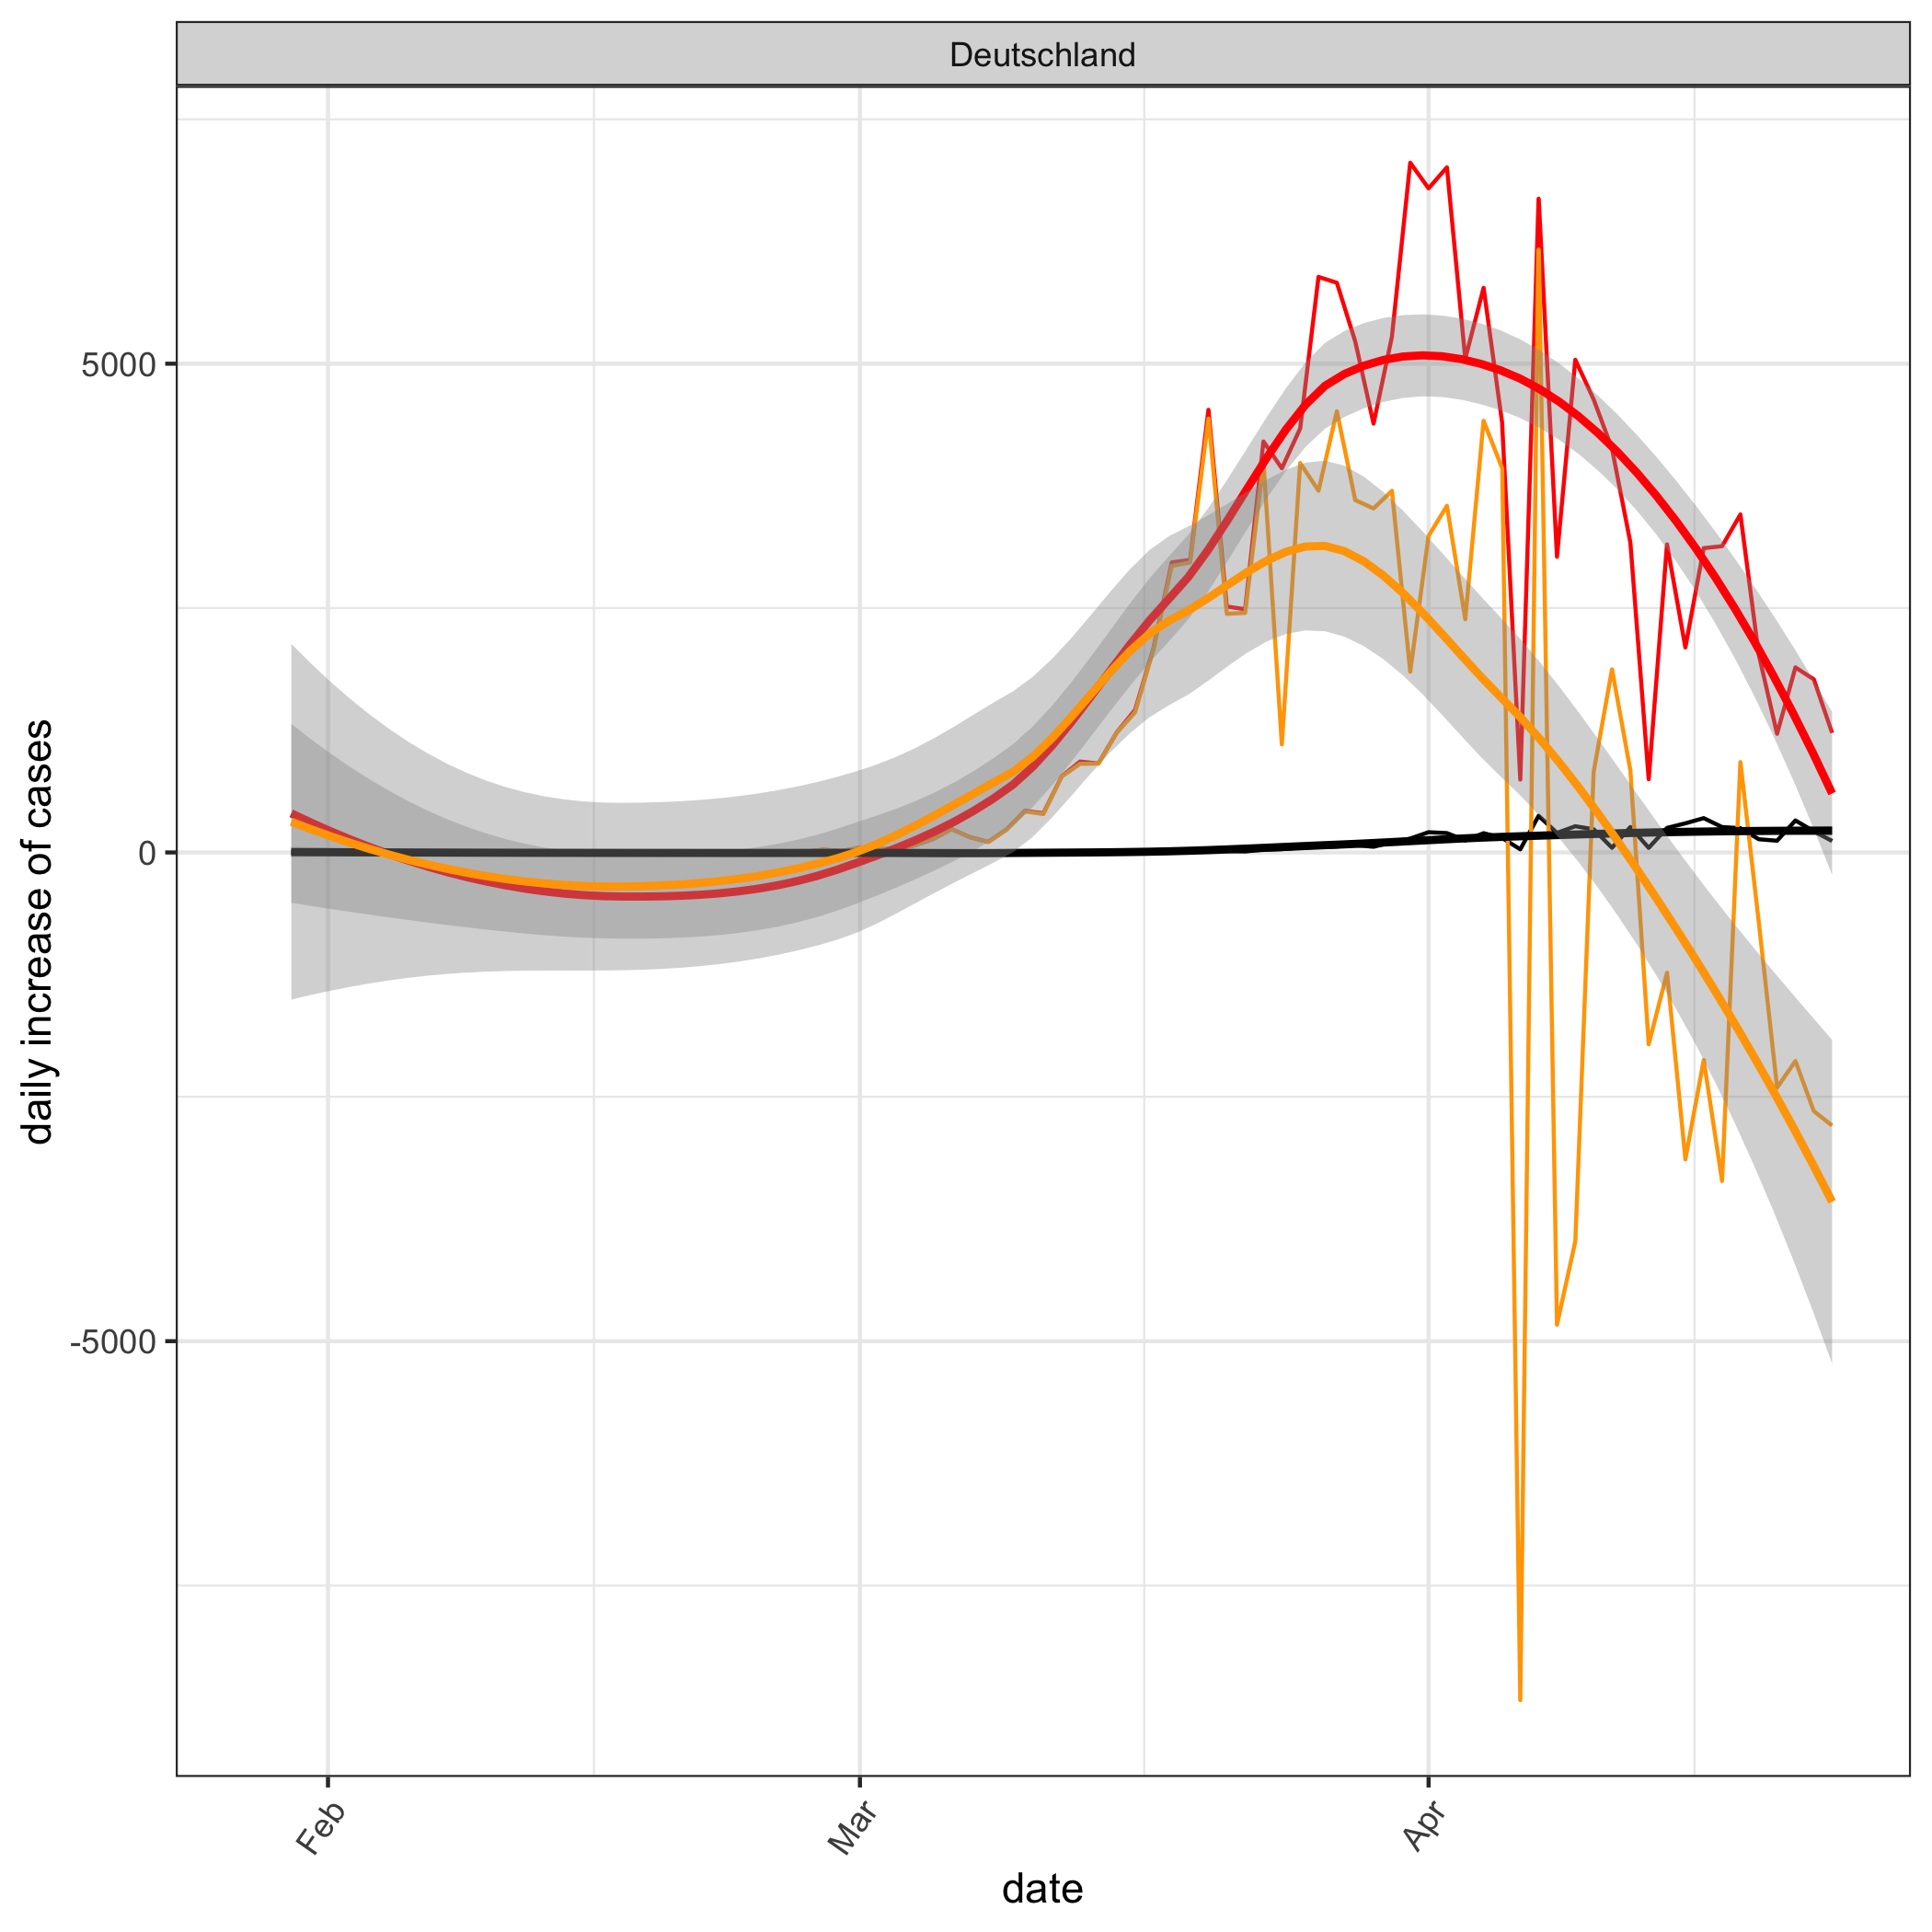 Deutschland
daily increase of cases
5000
0
-5000
Feb
Mar
Apr
date